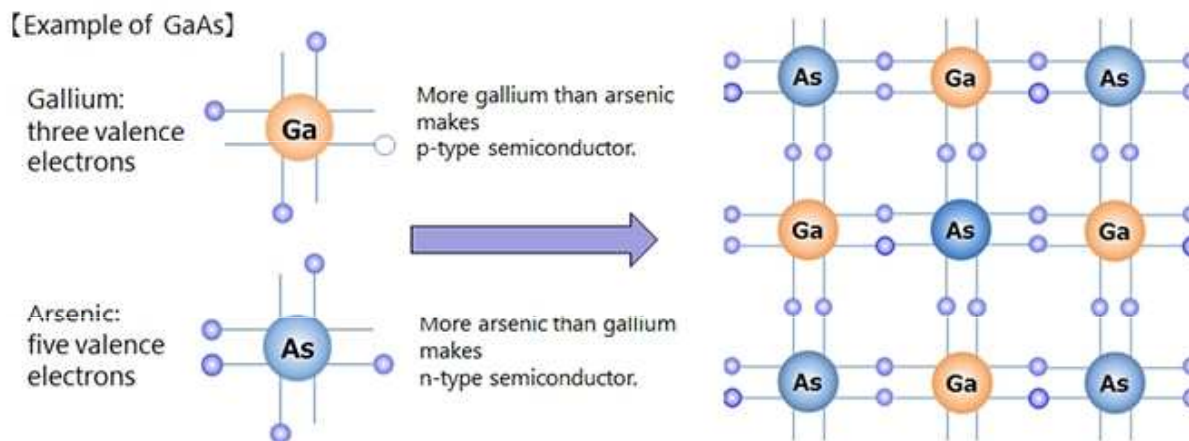 【Example of GaAs】
Gallium:
three valence
electrons
Ga
More gallium than arsenic
makes
p-type semiconductor.
Arsenic:
five valence
electrons
As
More arsenic than gallium
makes
n-type semiconductor.
As Ga As
Ga As Ga
As Ga As